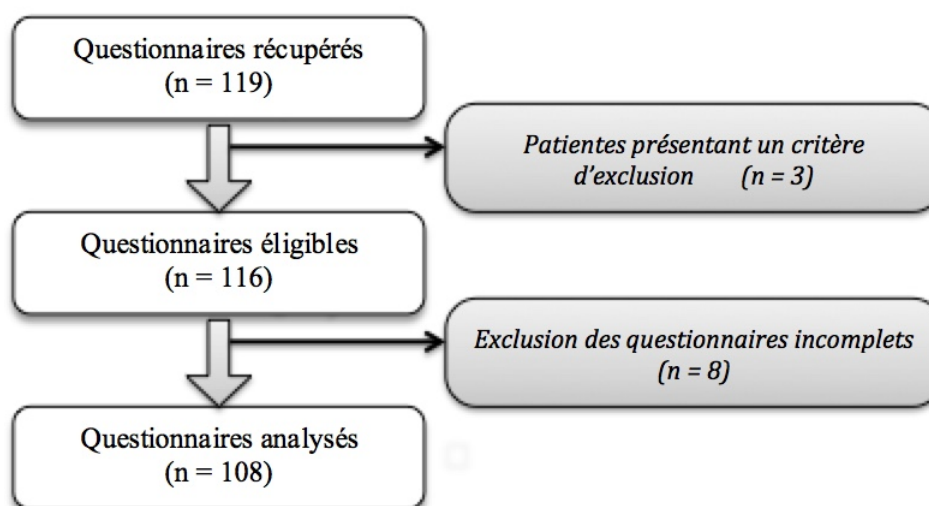 Questionnaires récupérés
(n = 119)
Patientes présentant un critère
d'exclusion (n = 3)
Questionnaires éligibles
(n = 116)
Exclusion des questionnaires incomplets
(n = 8)
Questionnaires analysés
(n = 108)